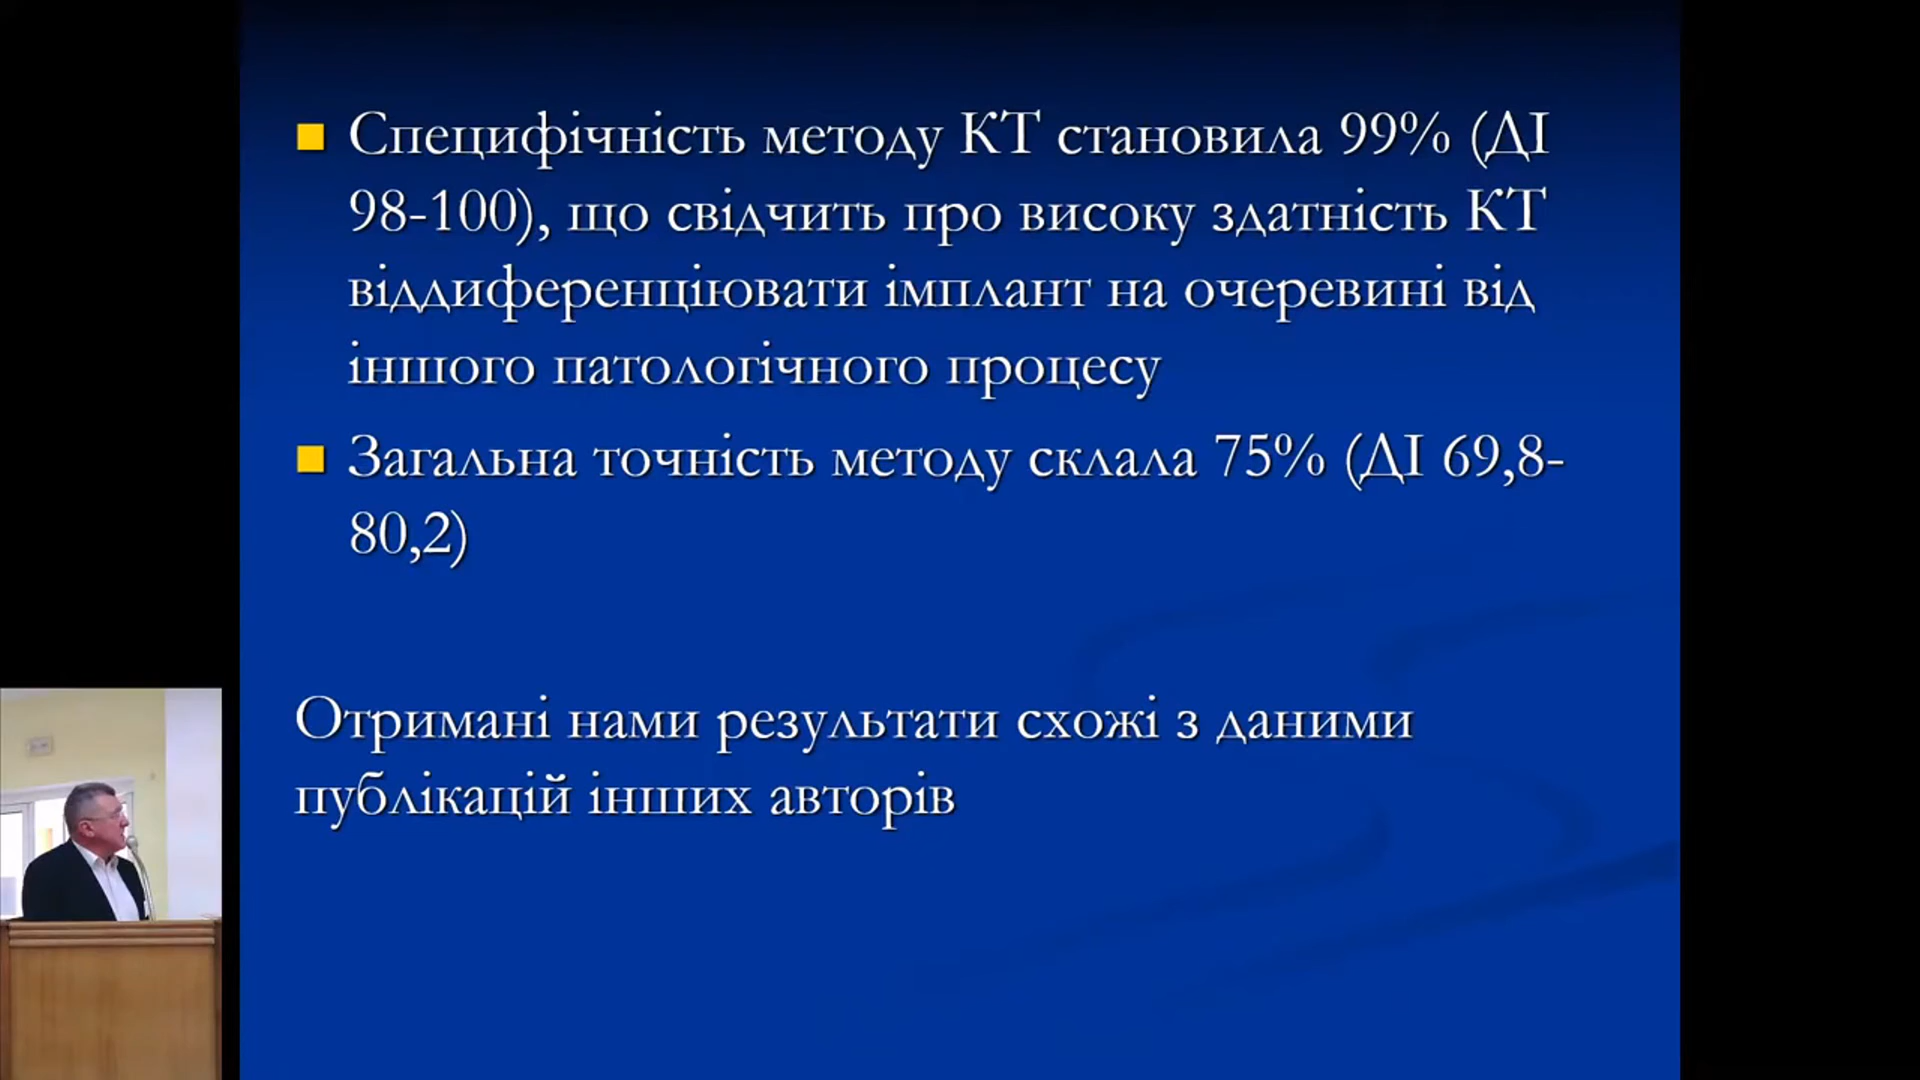 Специфічність методу КТ становила 99% (ДІ
98-100), що свідчить про високу здатність КТ
віддиференціювати імплант на очеревині від
іншого патологічного процесу
Загальна точність методу склала 75% (ДІ 69,8-
80,2)
Отримані нами результати схожі з даними
публікацій інших авторів